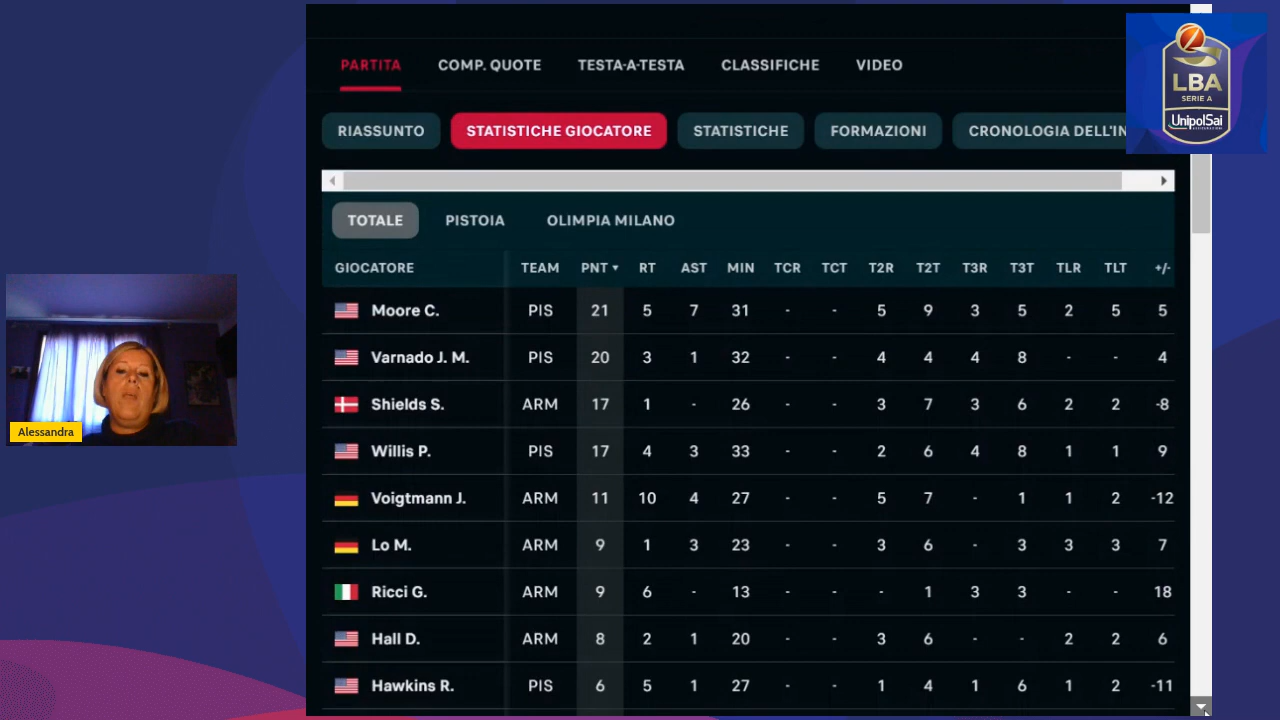 PARTITA COMP. QUOTE TESTA-A-TESTA CLASSIFICHE VIDEO
RIASSUNTO STATISTICHE GIOCATORE STATISTICHE FORMAZIONI CRONOLOGIA DELL'IN
LBA
SERIE A
UnipolSai
ASSICURAZIONI
TOTALE PISTOIA OLIMPIA MILANO
GIOCATORE TEAM PNT RT AST MIN TCR TCT T2R T2T T3R T3T TLR TLT +/-
Moore C. PIS 21 5 7 31 - - 5 9 3 5 2 5 5
Varnado J. M. PIS 20 3 1 32 - - 4 4 4 8 - - 4
Shields S. ARM 17 1 - 26 - - 3 7 3 6 2 2 -8
Willis P. PIS 17 4 3 33 - - 2 6 4 8 1 1 9
Voigtmann J. ARM 11 10 4 27 - - 5 7 - 1 1 2 -12
Lo M. ARM 9 1 3 23 - - 3 6 - 3 3 3 7
Ricci G. ARM 9 6 - 13 - - - 1 3 3 - - 18
Hall D. ARM 8 2 1 20 - - 3 6 - - 2 2 6
Hawkins R. PIS 6 5 1 27 - - 1 4 1 6 1 2 -11
Alessandra